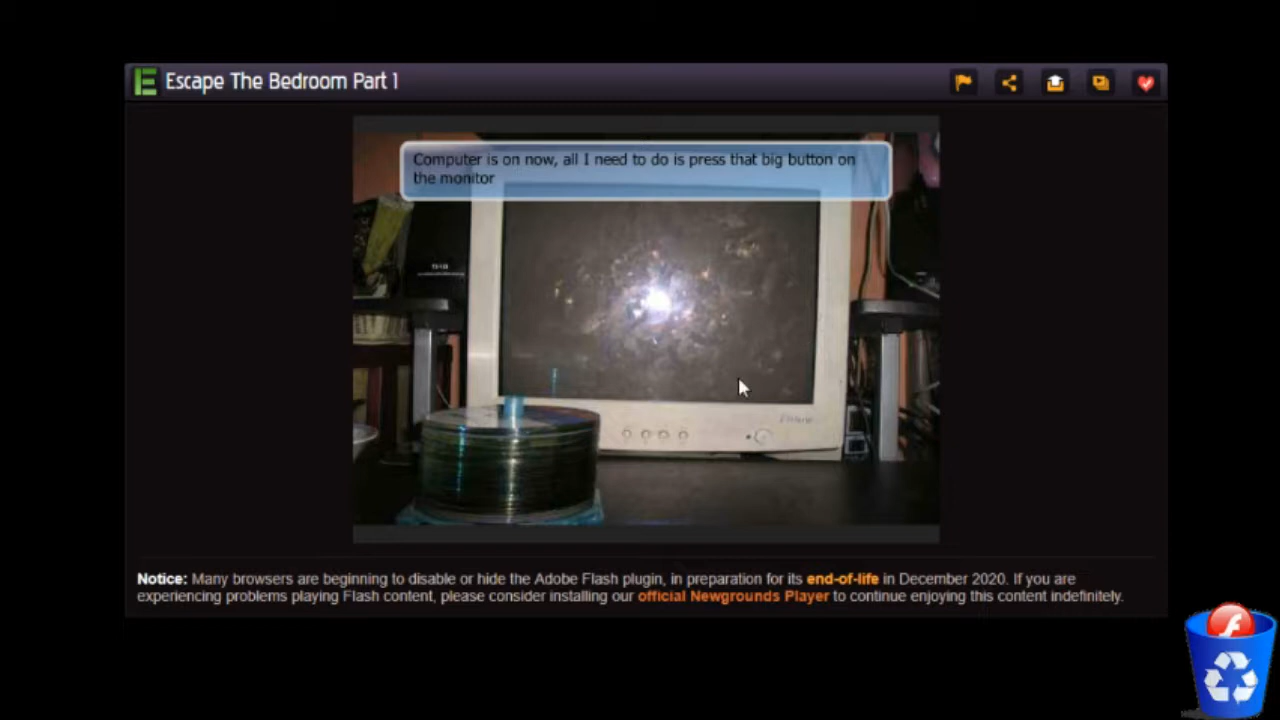 Escape The Bedroom Part 1
Computer is on now, all I need to do is press that big button on
the monitor
Notice: Many browsers are beginning to disable or hide the Adobe Flash plugin, in preparation for its end-of-life in December 2020. If you are
experiencing problems playing Flash content, please consider installing our official Newgrounds Player to continue enjoying this content indefinitely.